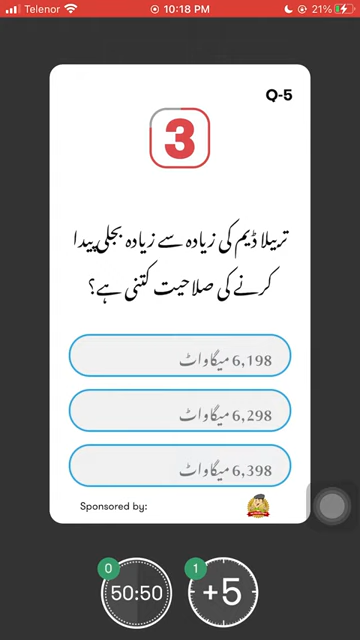 Telenor
10:18 PM
21%
Q-5
3
تربیلا ڈیم کی زیادہ سے زیادہ بجلی پیدا
کرنے کی صلاحیت کتنی ہے؟
6,198 میگاواٹ
6,298 میگاواٹ
6,398 میگاواٹ
Sponsored by:
0
50:50
1
+5